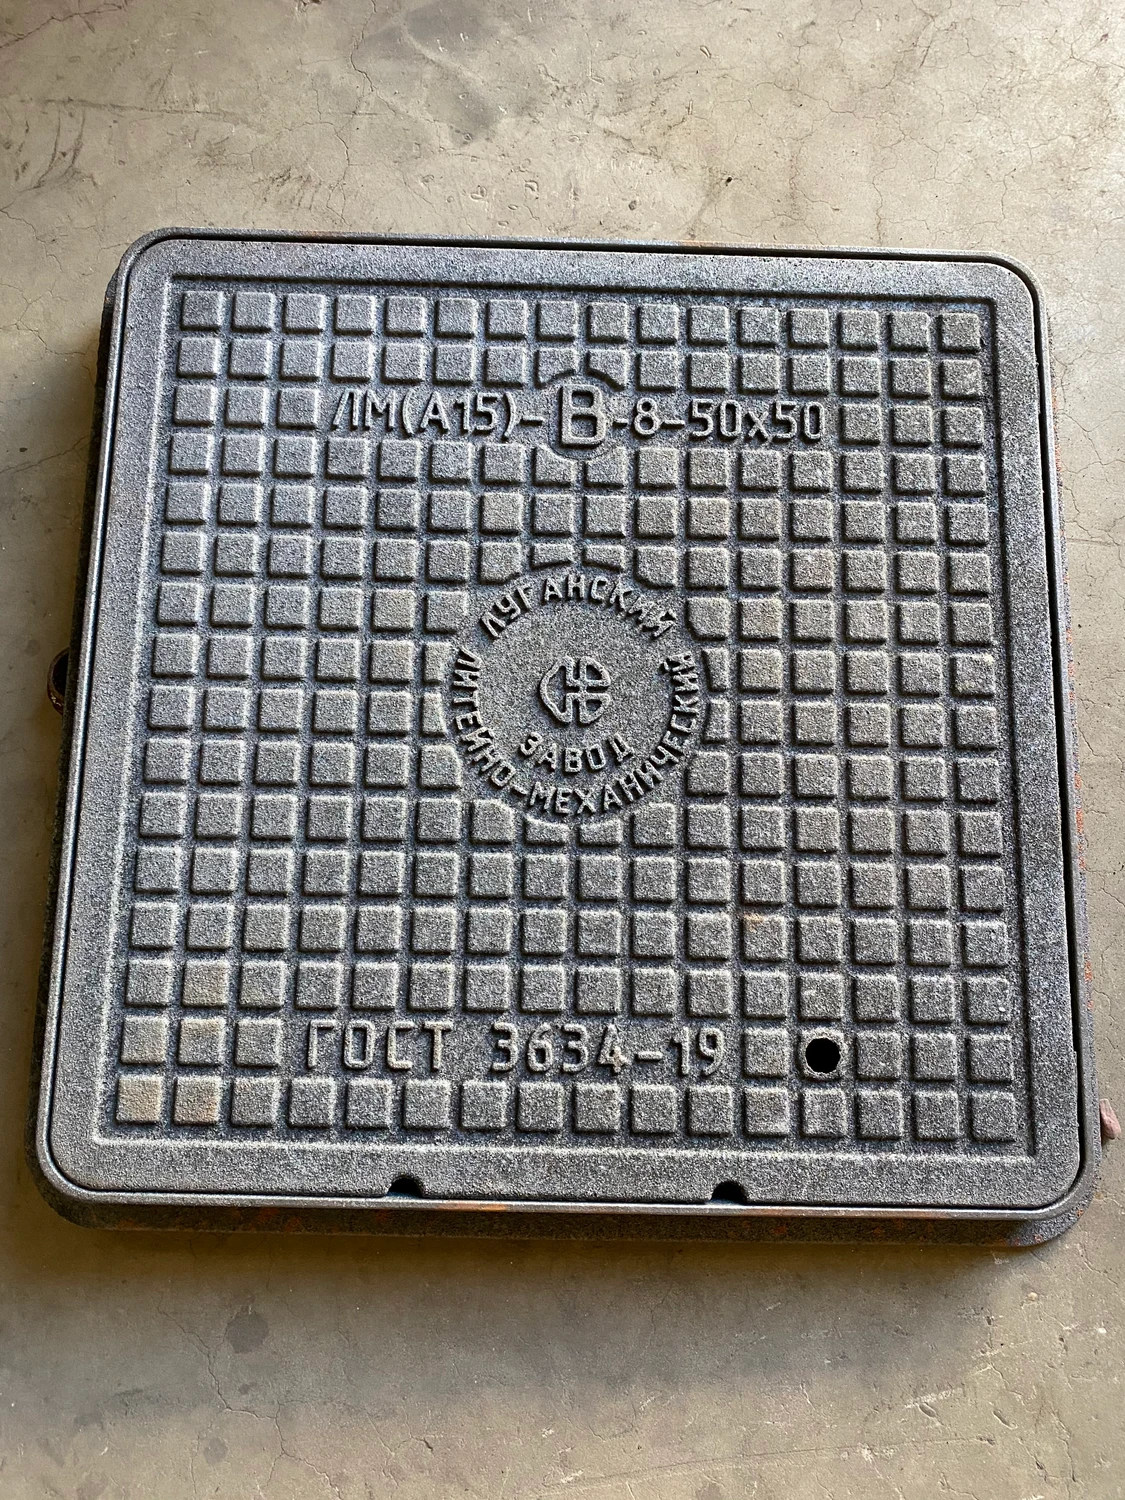 ЛМ(А15)-В-8-50х50
ЛУГАНСКИЙ
ЛИТЕЙНО-МЕХАНИЧЕСКИЙ
ЗАВОД
ГОСТ 3634-19